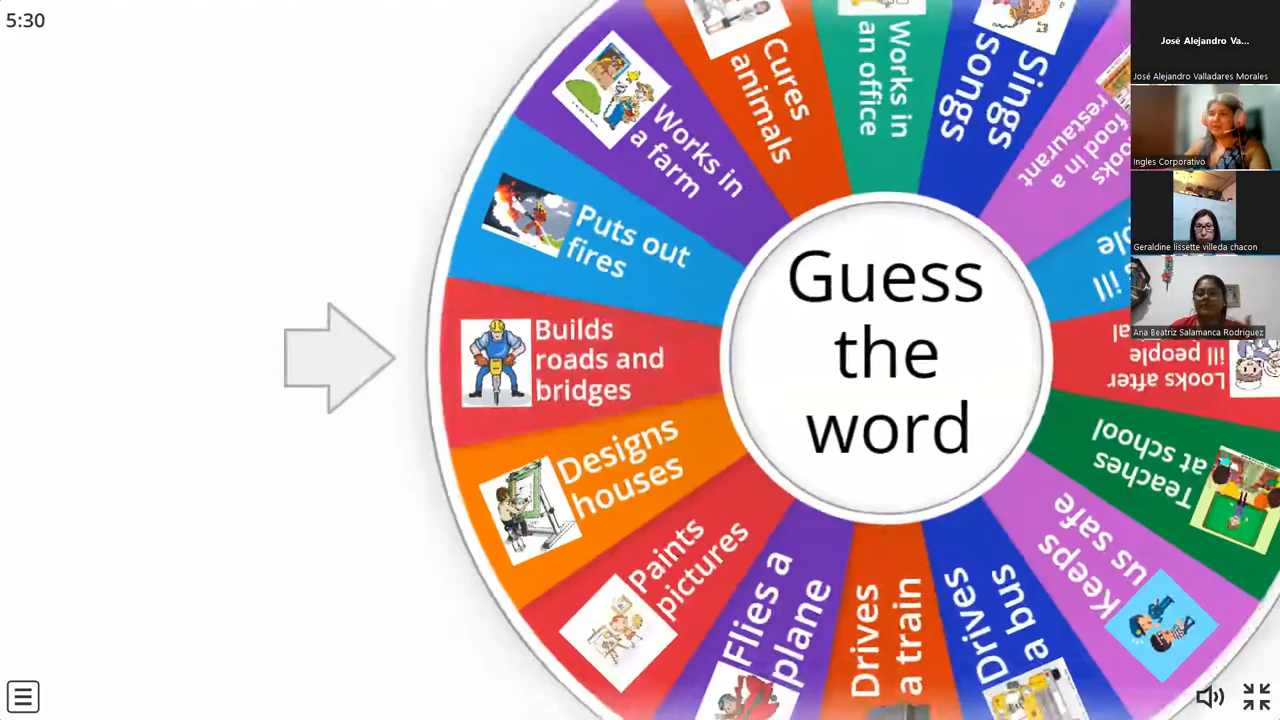 5:30
Guess
the
word
Builds
roads and
bridges
Puts out
fires
Works in
a farm
Cures
animals
Works in
an office
Sings
songs
food in a
restaurant
ill
Looks after
ill people
Teaches
at school
Keeps
us safe
Drives
a bus
Drives
a train
Flies a
plane
Paints
pictures
Designs
houses
José Alejandro Va...
José Alejandro Valladares Morales
Ingles Corporativo
Geraldine lissette villeda chacon
Ana Beatriz Salamanca Rodriguez